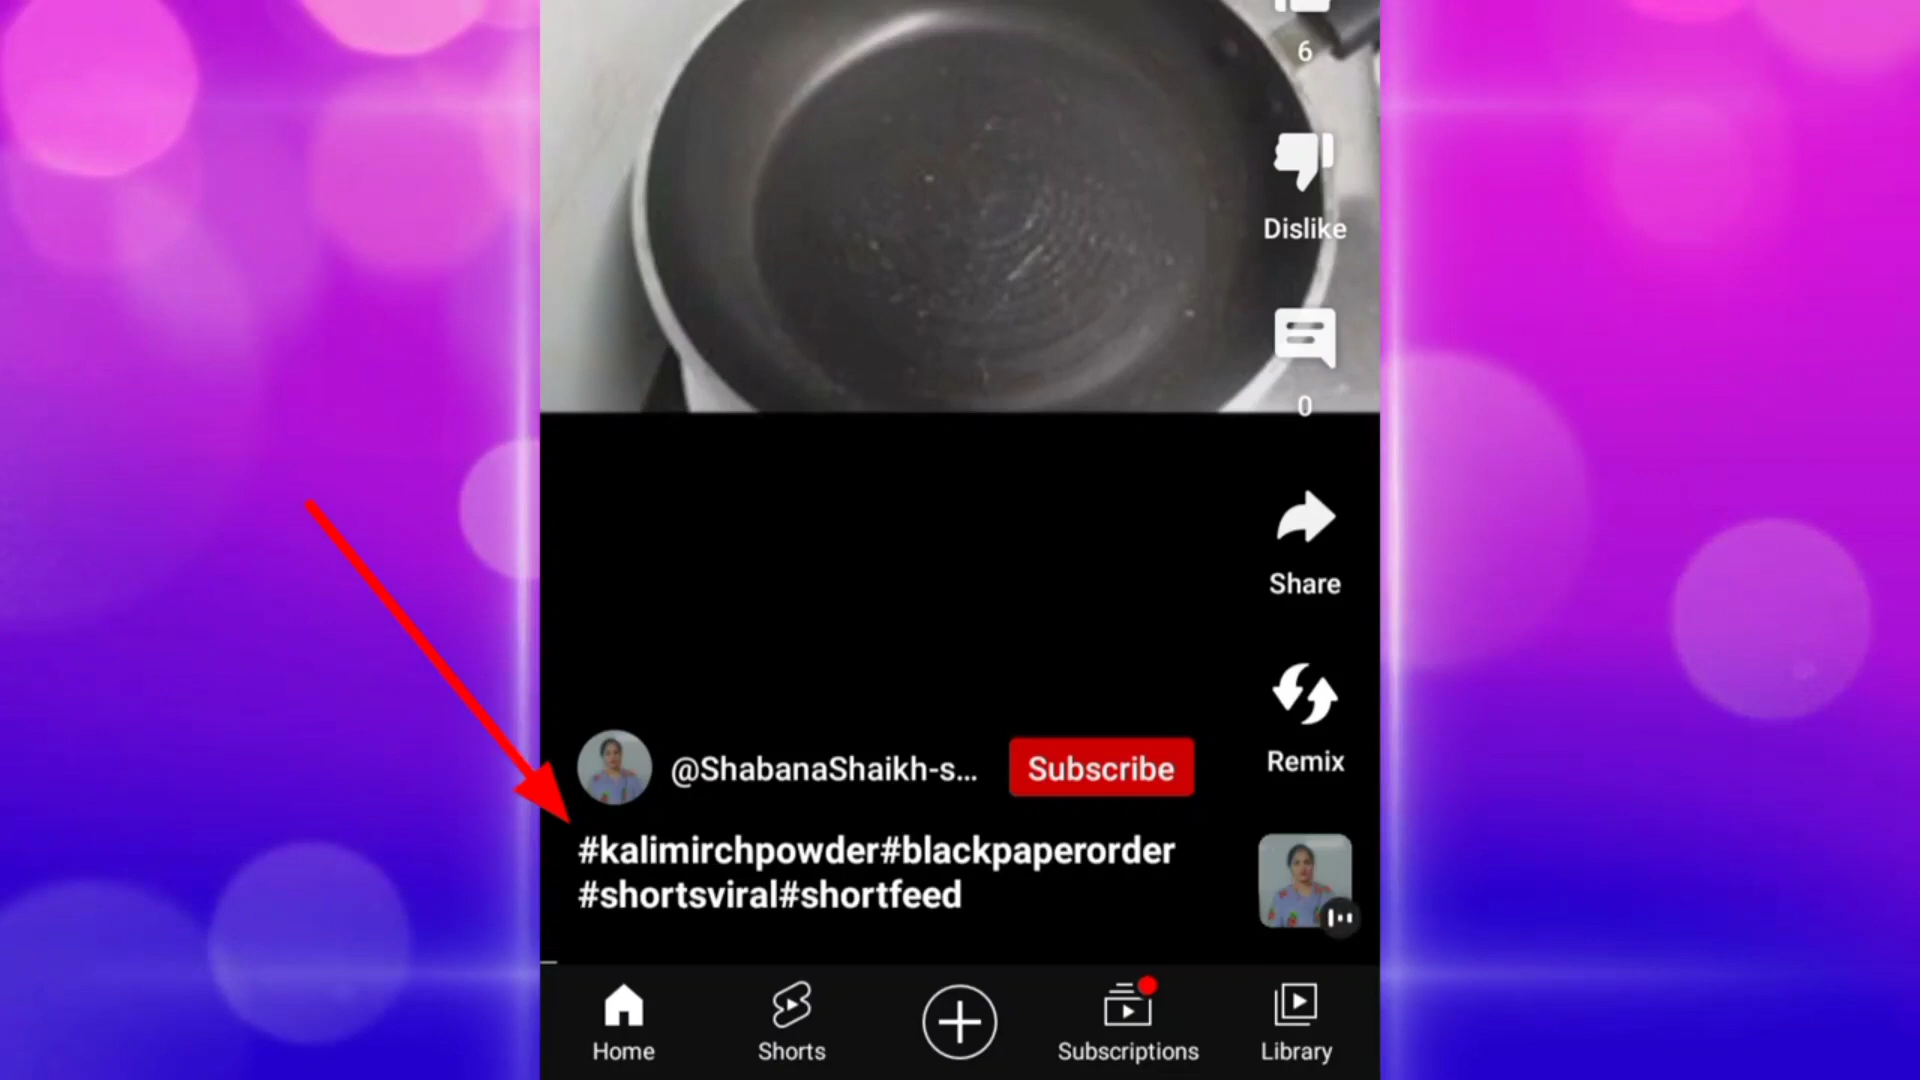 6
Dislike
0
Share
Remix
@ShabanaShaikh-s...
Subscribe
#kalimirchpowder#blackpaperorder
#shortsviral#shortfeed
Home
Shorts
Subscriptions
Library